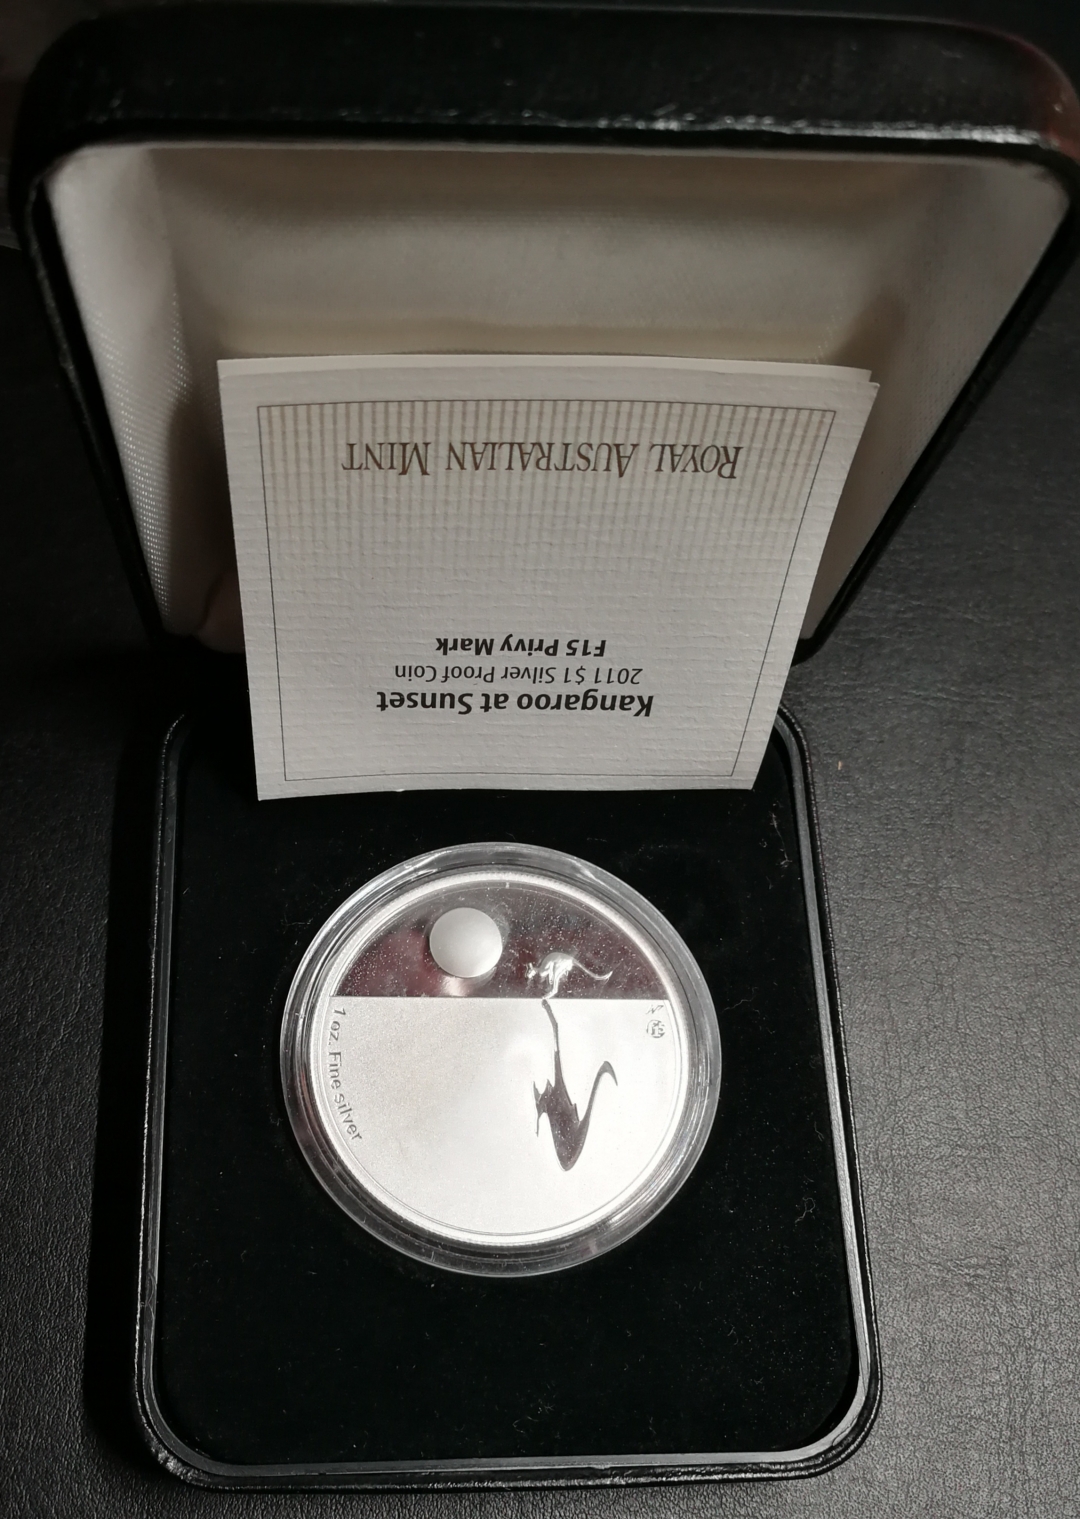 ROYAL AUSTRALIAN MINT
Kangaroo at Sunset
2011 $1 Silver Proof Coin
F15 Privy Mark
1 oz. Fine silver